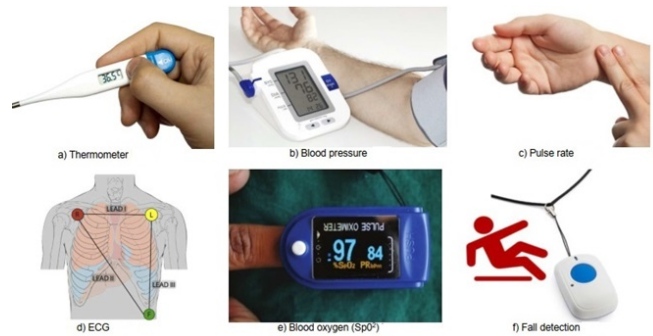 36.5
a) Thermometer
b) Blood pressure
c) Pulse rate
LEAD I
R
L
LEAD II
LEAD III
F
d) ECG
PULSE OXIMETER
97 84
%SpO2 PRbpm
e) Blood oxygen (Sp0²)
f) Fall detection